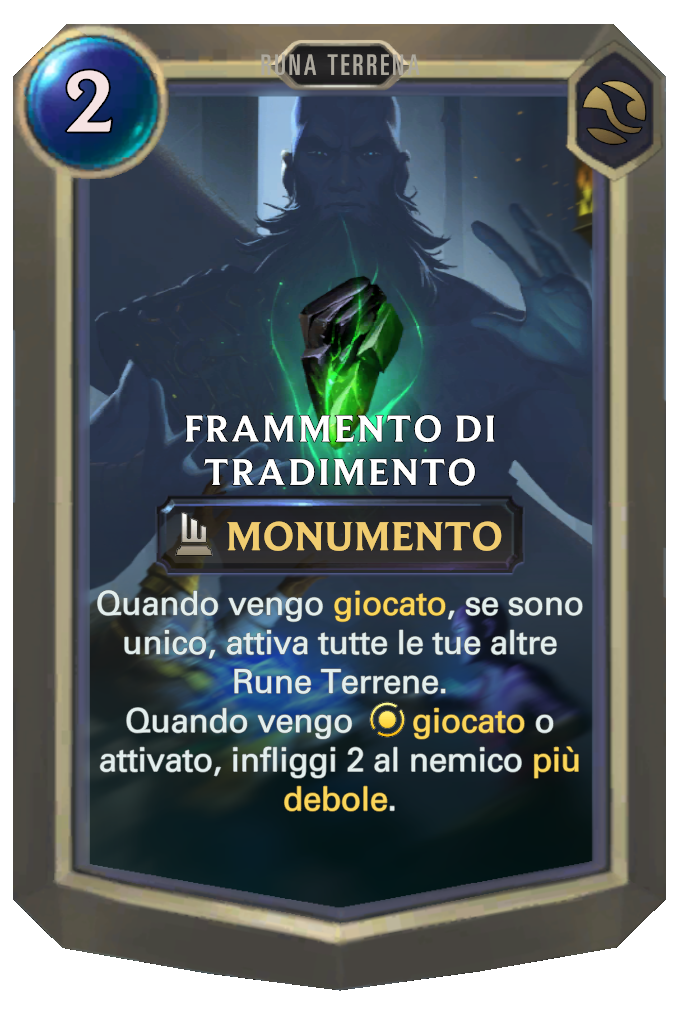 2
RUNA TERRENA
FRAMMENTO DI
TRADIMENTO
MONUMENTO
Quando vengo giocato, se sono
unico, attiva tutte le tue altre
Rune Terrene.
Quando vengo giocato o
attivato, infliggi 2 al nemico più
debole.